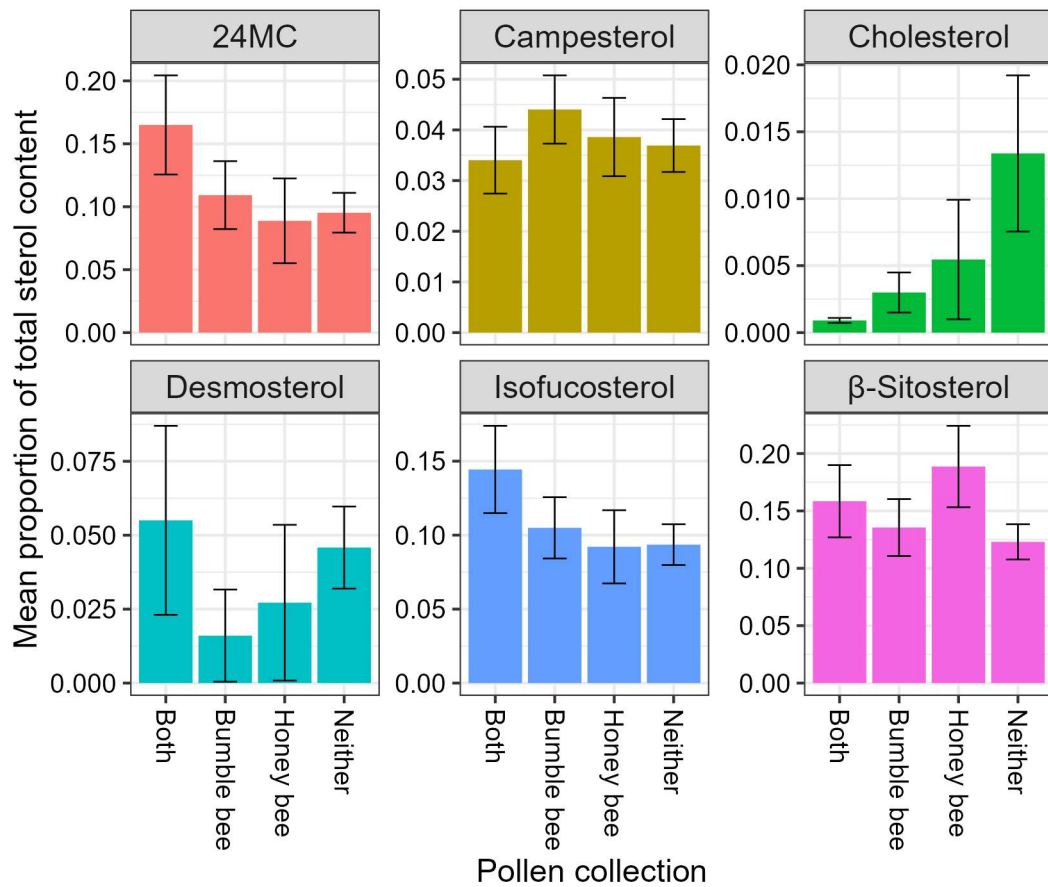 Mean proportion of total sterol content
24MC
0.20
0.15
0.10
0.05
0.00
Campesterol
0.05
0.04
0.03
0.02
0.01
0.00
Cholesterol
0.020
0.015
0.010
0.005
0.000
Desmosterol
0.075
0.050
0.025
0.000
Both
Bumble bee
Honey bee
Neither
Isofucosterol
0.15
0.10
0.05
0.00
Both
Bumble bee
Honey bee
Neither
β-Sitosterol
0.20
0.15
0.10
0.05
0.00
Both
Bumble bee
Honey bee
Neither
Pollen collection